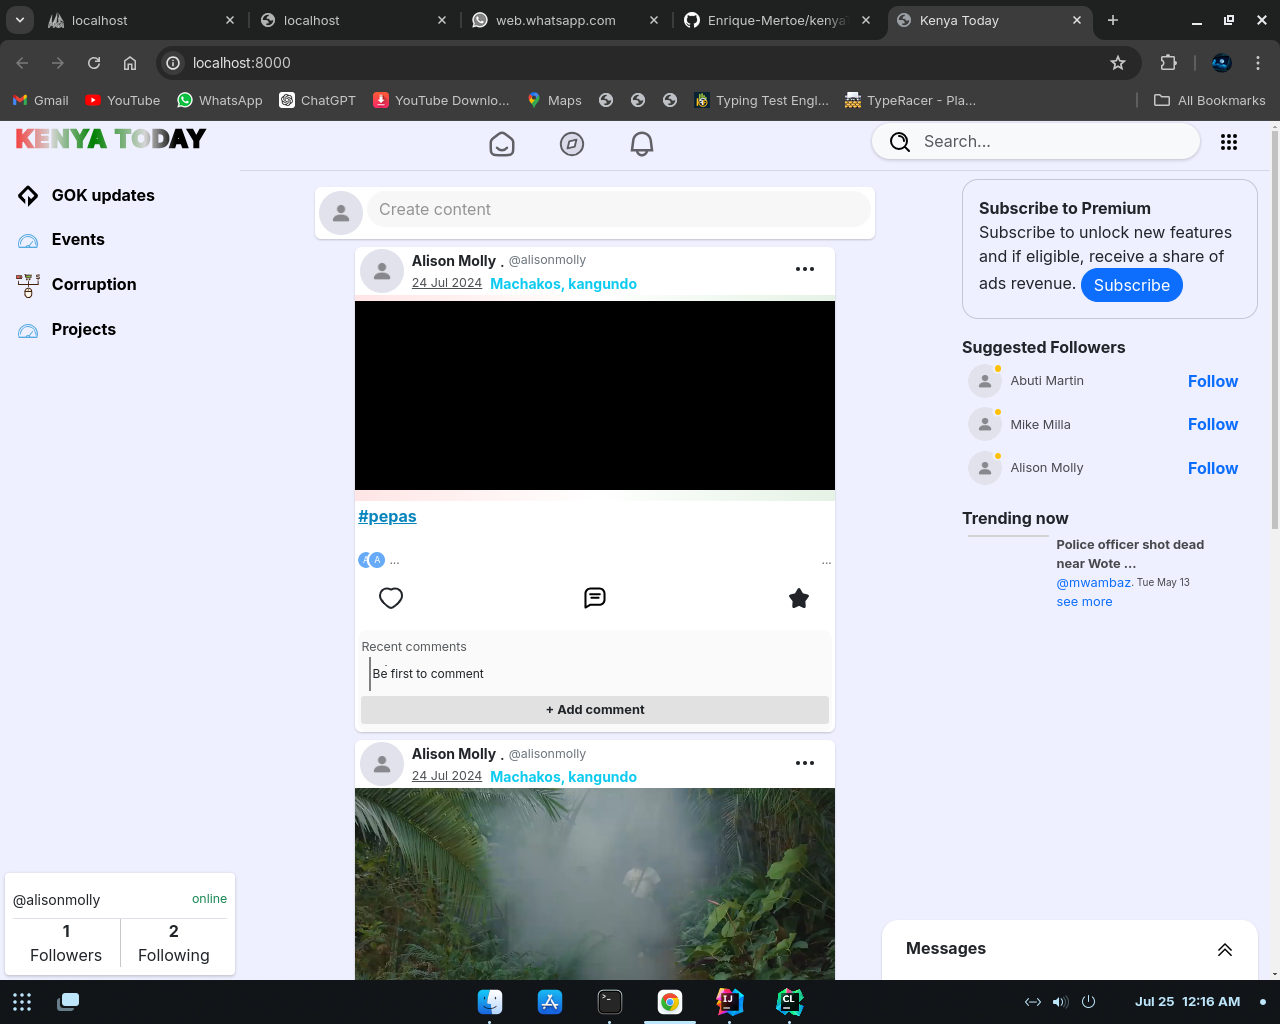 localhost
localhost
web.whatsapp.com
Enrique-Mertoe/kenya
Kenya Today
localhost:8000
Gmail
YouTube
WhatsApp
ChatGPT
YouTube Downlo...
Maps
Typing Test Engl...
TypeRacer - Pla...
All Bookmarks
KENYA TODAY
Search...
GOK updates
Events
Corruption
Projects
Create content
Alison Molly . @alisonmolly
24 Jul 2024 Machakos, kangundo
#pepas
A A ...
...
Recent comments
.
Be first to comment
+ Add comment
Alison Molly . @alisonmolly
24 Jul 2024 Machakos, kangundo
Subscribe to Premium
Subscribe to unlock new features
and if eligible, receive a share of
ads revenue. Subscribe
Suggested Followers
Abuti Martin Follow
Mike Milla Follow
Alison Molly Follow
Trending now
Police officer shot dead
near Wote ...
@mwambaz. Tue May 13
see more
@alisonmolly online
1 2
Followers Following
Messages
IJ
CL
Jul 25 12:16 AM